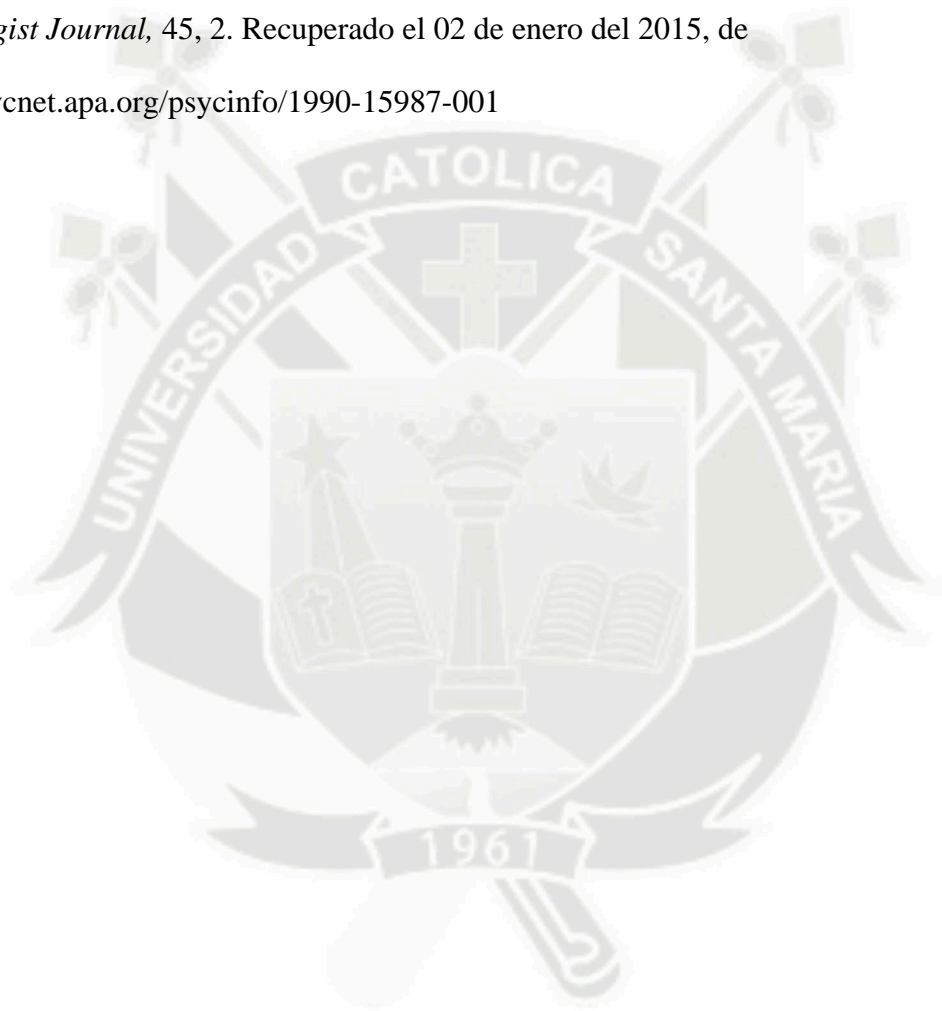 gist Journal, 45, 2. Recuperado el 02 de enero del 2015, de
cnet.apa.org/psycinfo/1990-15987-001
UNIVERSIDAD CATOLICA SANTA MARIA
1961